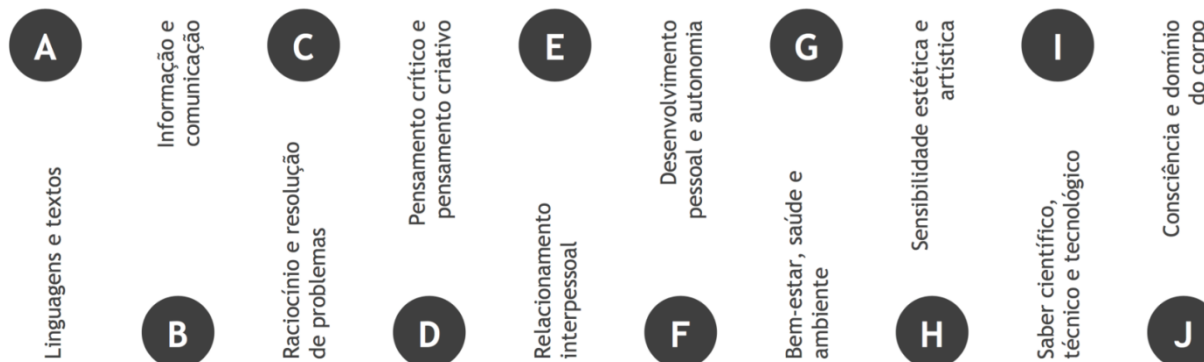 A
Linguagens e textos
Informação e
comunicação
B
C
Raciocínio e resolução
de problemas
Pensamento crítico e
pensamento criativo
D
E
Relacionamento
interpessoal
Desenvolvimento
pessoal e autonomia
F
G
Bem-estar, saúde e
ambiente
Sensibilidade estética e
artística
H
I
Saber científico,
técnico e tecnológico
Consciência e domínio
do corpo
J